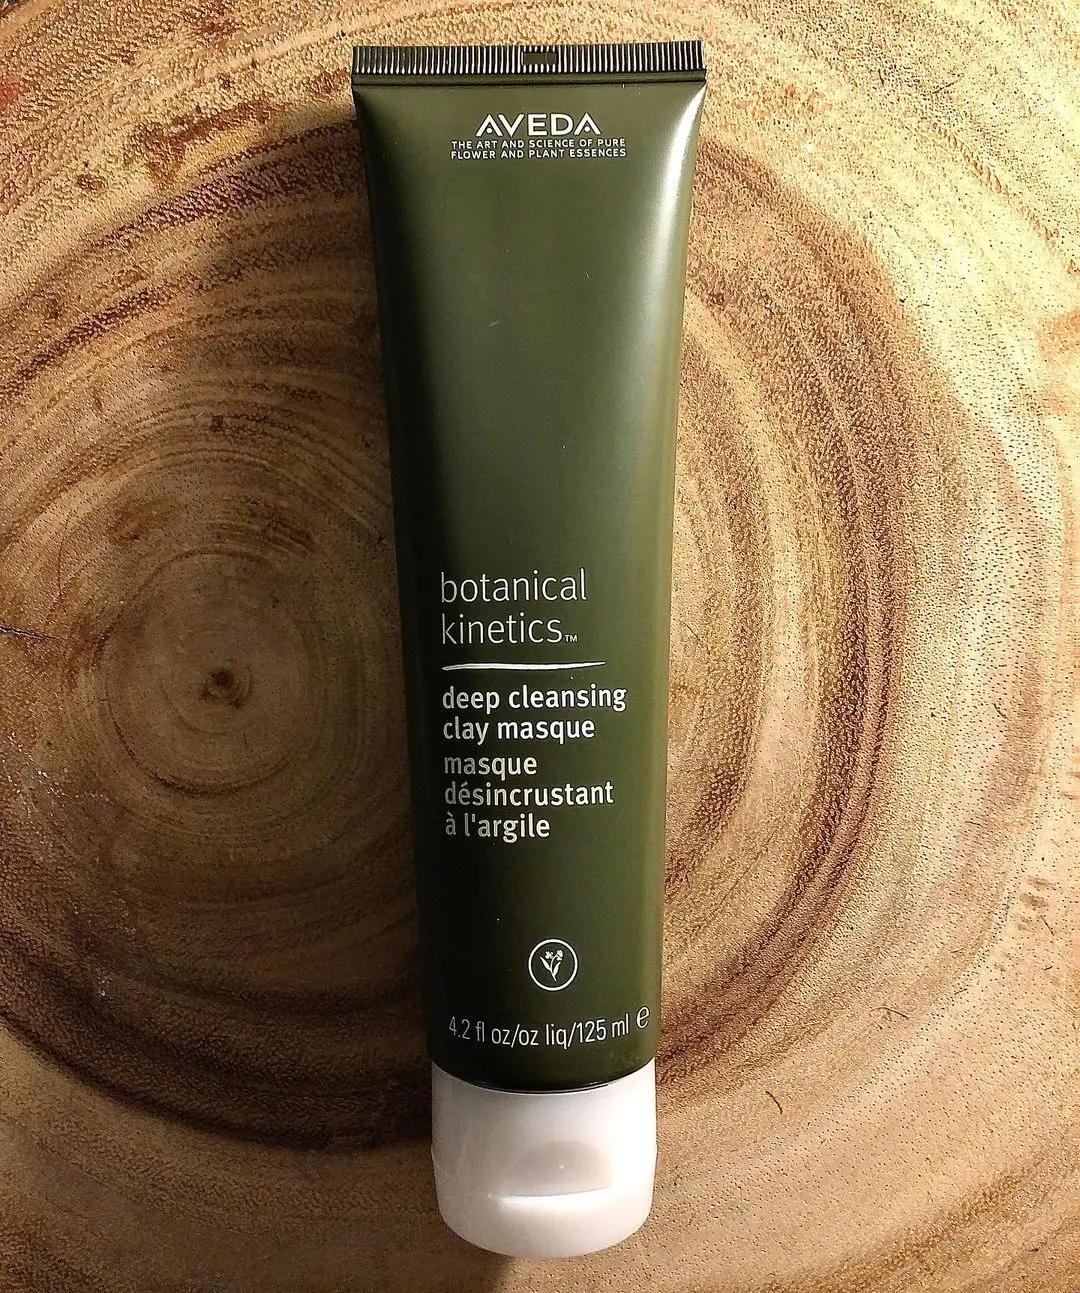 AVEDA
THE ART AND SCIENCE OF PURE
FLOWER AND PLANT ESSENCES
botanical
kinetics™
deep cleansing
clay masque
masque
désincrustant
à l'argile
4.2 fl oz/oz liq/125 ml ℮